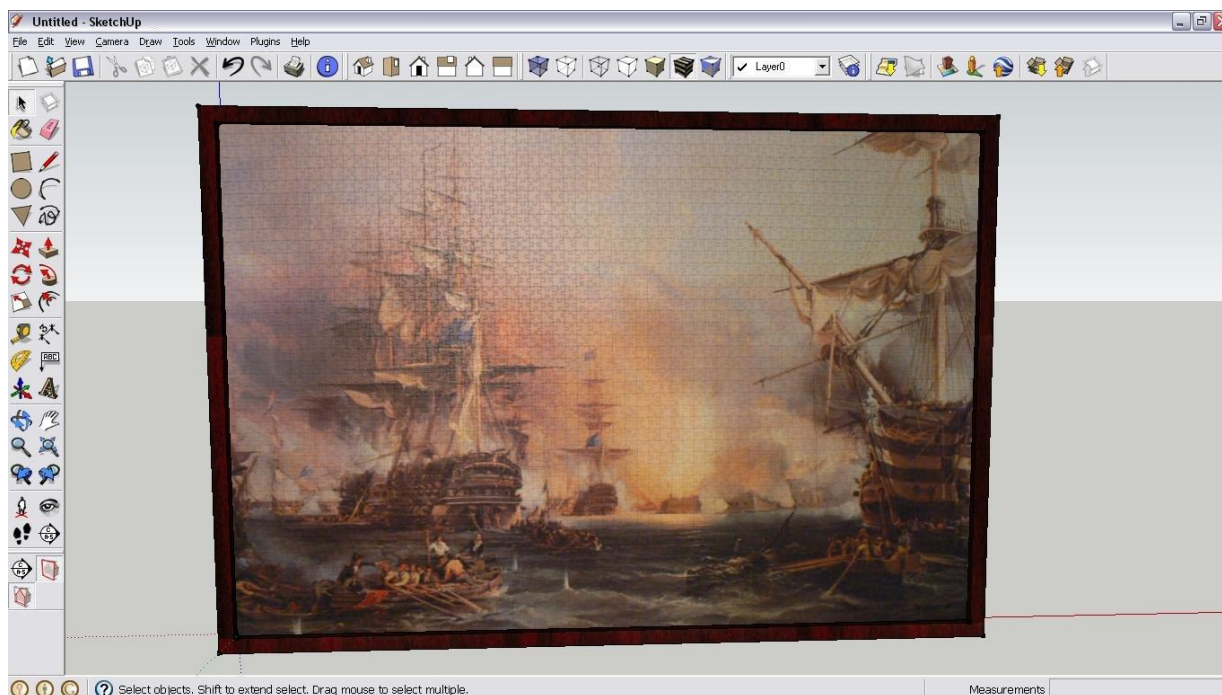 Untitled - SketchUp
File Edit View Camera Draw Tools Window Plugins Help
Layer0
ABC
Select objects. Shift to extend select. Drag mouse to select multiple.
Measurements